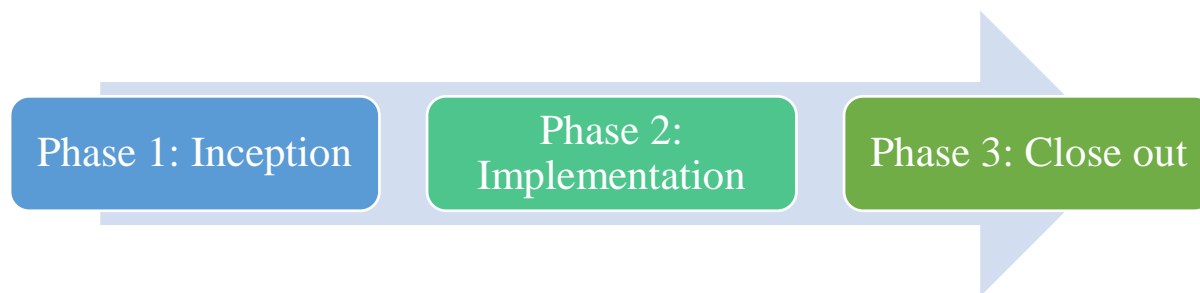 Phase 1: Inception
Phase 2:
Implementation
Phase 3: Close out